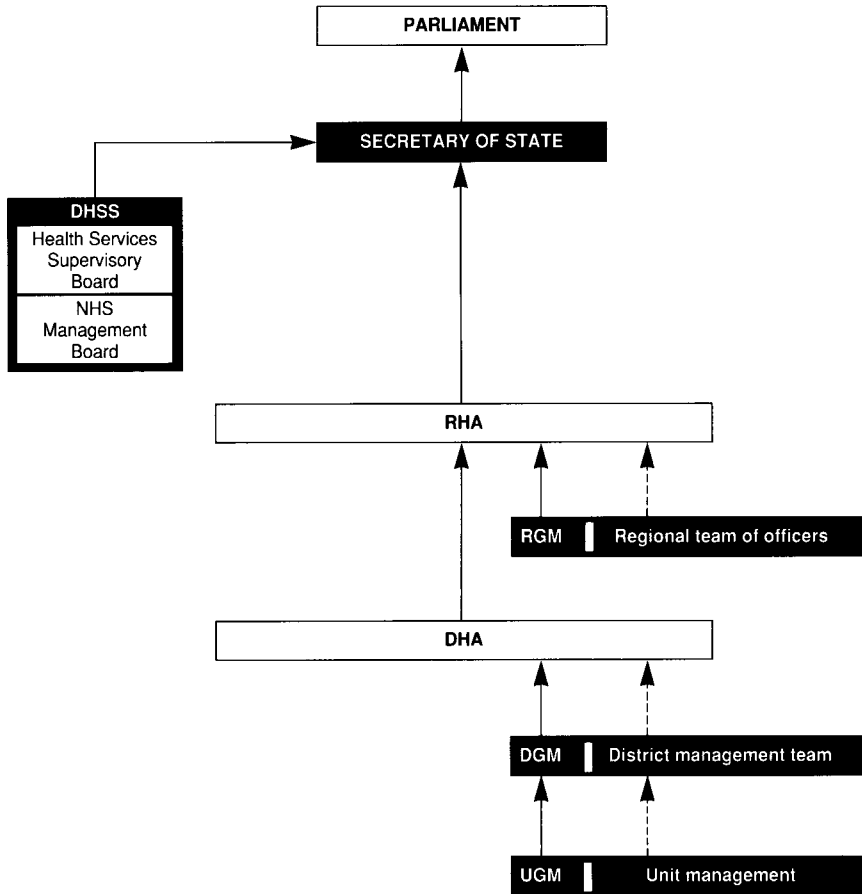 PARLIAMENT
SECRETARY OF STATE
DHSS
Health Services
Supervisory
Board
NHS
Management
Board
RHA
RGM Regional team of officers
DHA
DGM District management team
UGM Unit management